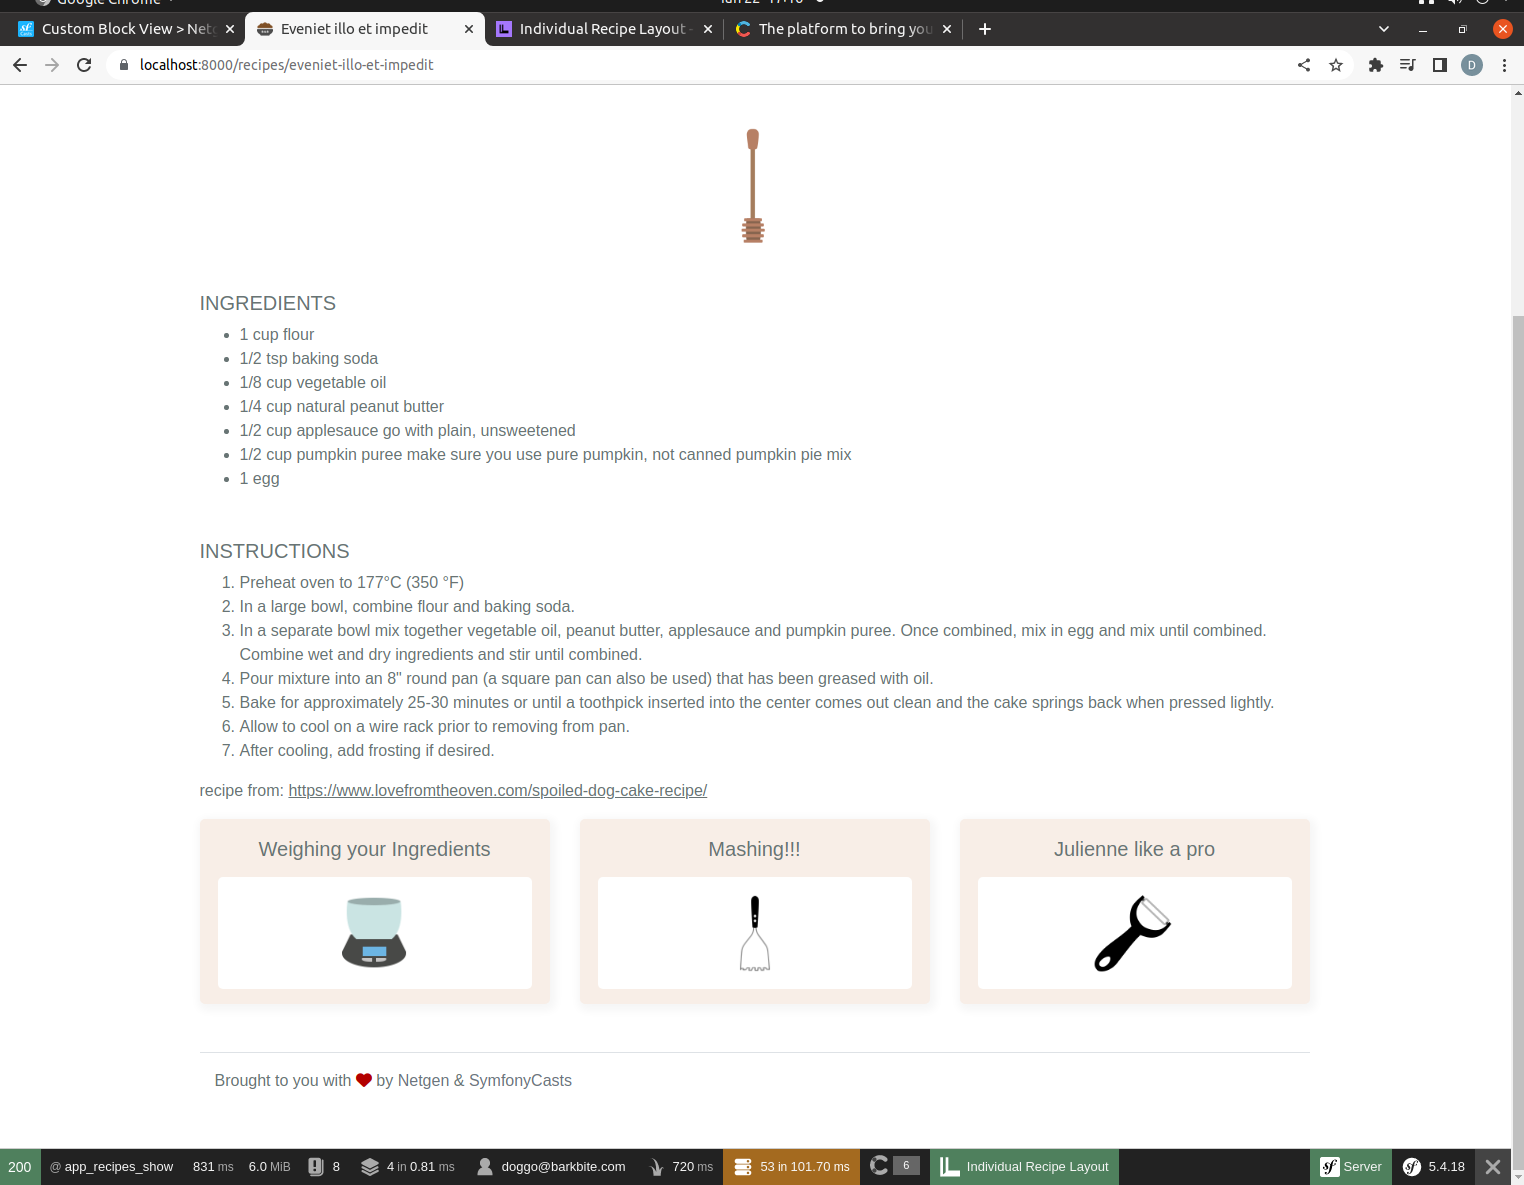 Google Chrome
Jan 22 17:10
Custom Block View > Netg
Eveniet illo et impedit
Individual Recipe Layout -
The platform to bring you
localhost:8000/recipes/eveniet-illo-et-impedit
D
INGREDIENTS
1 cup flour
1/2 tsp baking soda
1/8 cup vegetable oil
1/4 cup natural peanut butter
1/2 cup applesauce go with plain, unsweetened
1/2 cup pumpkin puree make sure you use pure pumpkin, not canned pumpkin pie mix
1 egg
INSTRUCTIONS
1. Preheat oven to 177°C (350 °F)
2. In a large bowl, combine flour and baking soda.
3. In a separate bowl mix together vegetable oil, peanut butter, applesauce and pumpkin puree. Once combined, mix in egg and mix until combined.
Combine wet and dry ingredients and stir until combined.
4. Pour mixture into an 8" round pan (a square pan can also be used) that has been greased with oil.
5. Bake for approximately 25-30 minutes or until a toothpick inserted into the center comes out clean and the cake springs back when pressed lightly.
6. Allow to cool on a wire rack prior to removing from pan.
7. After cooling, add frosting if desired.
recipe from: https://www.lovefromtheoven.com/spoiled-dog-cake-recipe/
Weighing your Ingredients
Mashing!!!
Julienne like a pro
Brought to you with by Netgen & SymfonyCasts
200 @ app_recipes_show 831 ms 6.0 MiB 8 4 in 0.81 ms doggo@barkbite.com 720 ms 53 in 101.70 ms 6 Individual Recipe Layout Server 5.4.18